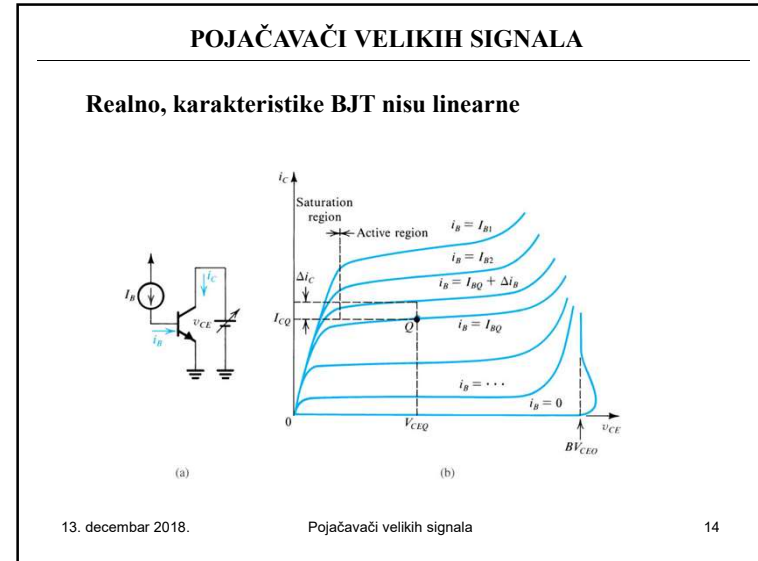 POJAČAVAČI VELIKIH SIGNALA
Realno, karakteristike BJT nisu linearne
I_B
i_B
i_C
v_CE
(a)
i_C
Saturation
region
Active region
i_B = I_B1
i_B = I_B2
i_B = I_BQ + Δi_B
Δi_C
I_CQ
Q
i_B = I_BQ
i_B = · · ·
i_B = 0
0
V_CEQ
v_CE
BV_CEO
(b)
13. decembar 2018.
Pojačavači velikih signala
14